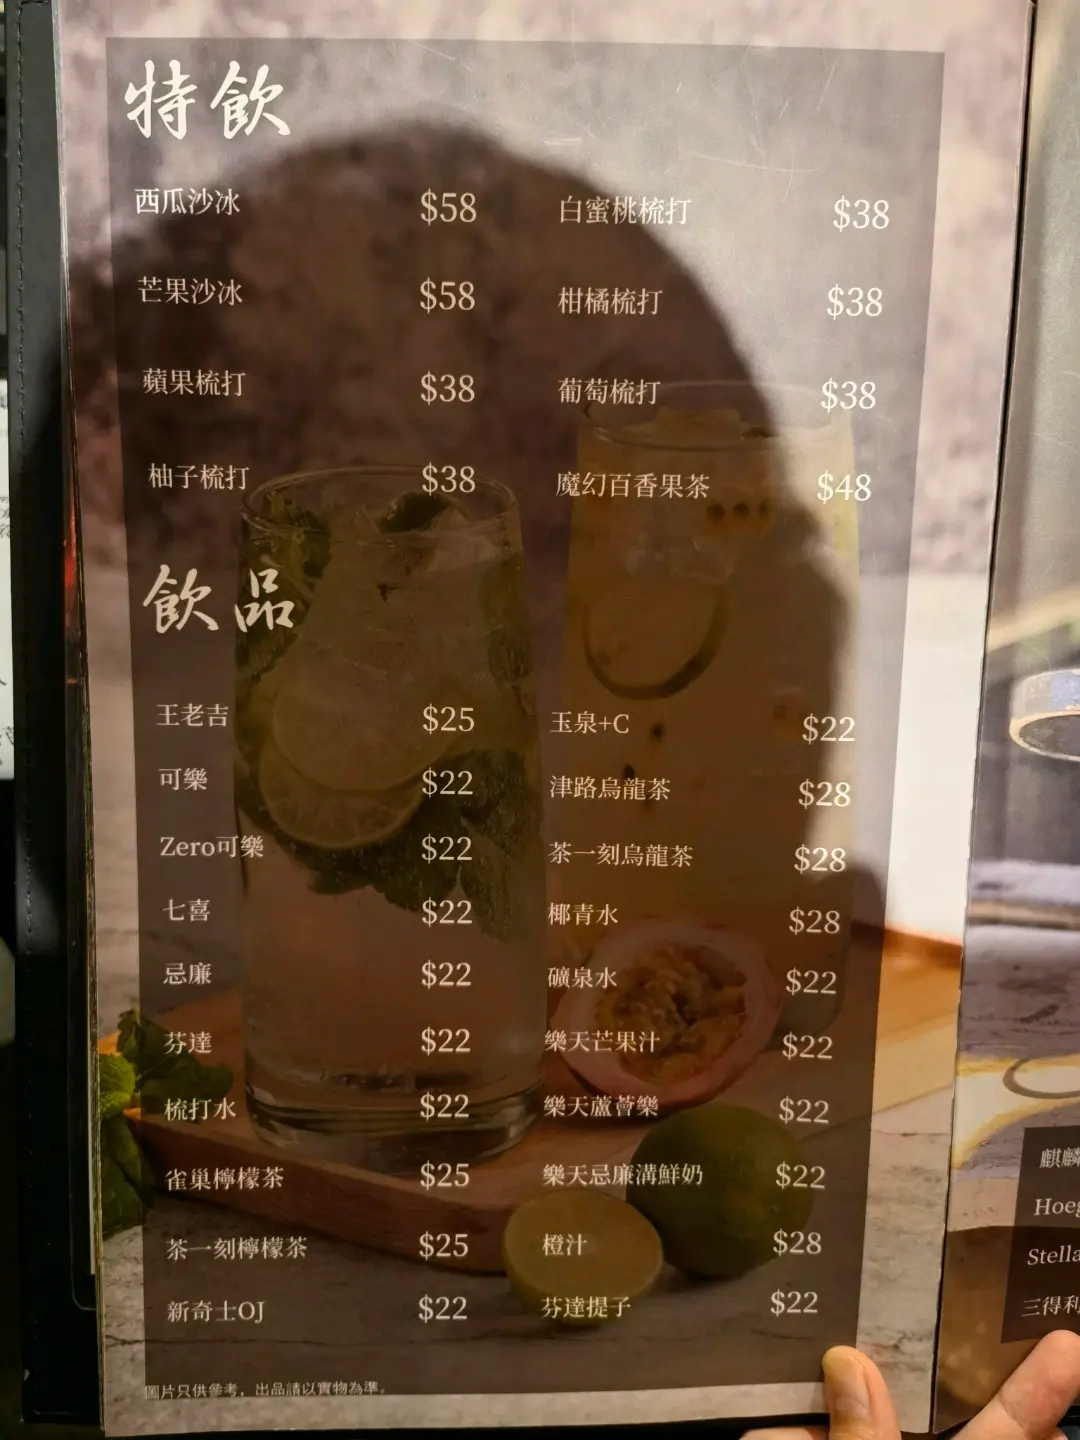 特飲
西瓜沙冰 $58 白蜜桃梳打 $38
芒果沙冰 $58 柑橘梳打 $38
蘋果梳打 $38 葡萄梳打 $38
柚子梳打 $38 魔幻百香果茶 $48
飲品
王老吉 $25 玉泉+C $22
可樂 $22 津路烏龍茶 $28
Zero可樂 $22 茶一刻烏龍茶 $28
七喜 $22 椰青水 $28
忌廉 $22 礦泉水 $22
芬達 $22 樂天芒果汁 $22
梳打水 $22 樂天蘆薈樂 $22
雀巢檸檬茶 $25 樂天忌廉溝鮮奶 $22
茶一刻檸檬茶 $25 橙汁 $28
新奇士OJ $22 芬達提子 $22
圖片只供參考，出品請以實物為準。
麒麟
Hoeg
Stella
三得利